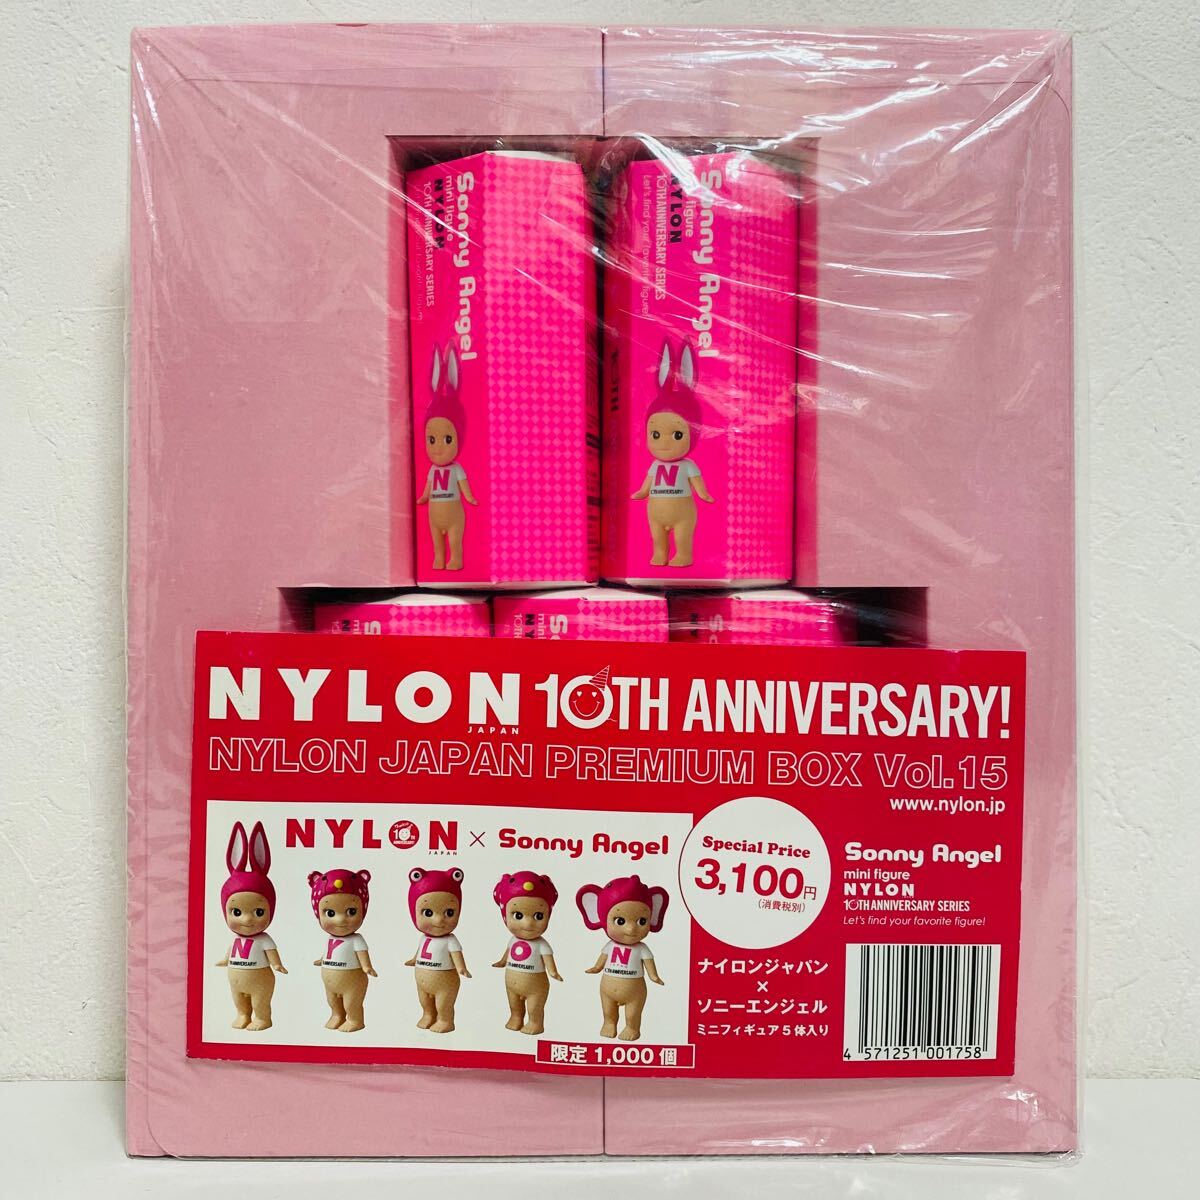 Sonny Angel
mini figure
NYLON
10TH ANNIVERSARY SERIES
N
Sonny Angel
mini figure
NYLON
10TH ANNIVERSARY SERIES
Let's find your favorite figure!
N
NYLON
JAPAN
10TH ANNIVERSARY!
NYLON JAPAN PREMIUM BOX Vol.15
www.nylon.jp
NYLON
JAPAN
× Sonny Angel
N Y L O N
Special Price
3,100円
(消費税別)
ナイロンジャパン
×
ソニーエンジェル
ミニフィギュア5体入り
限定 1,000 個
Sonny Angel
mini figure
NYLON
10TH ANNIVERSARY SERIES
Let's find your favorite figure!
4 571251 001758